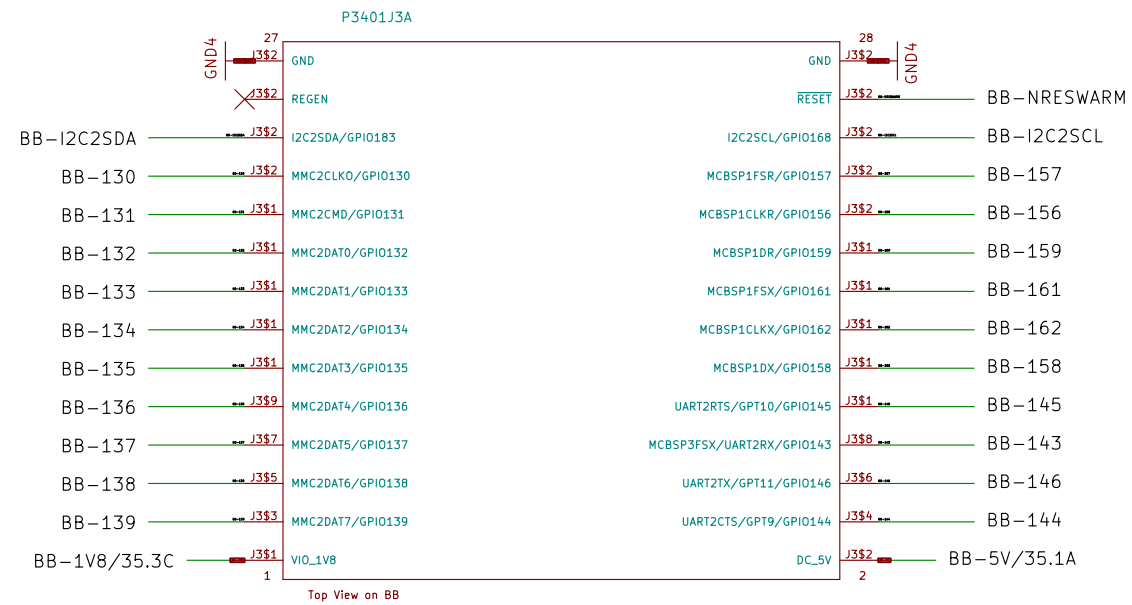 P3401J3A
27 28
GND4 J3$2 GND GND J3$2 GND4
J3$2 REGEN RESET J3$2 BB-NRESWARM
BB-I2C2SDA J3$2 I2C2SDA/GPIO183 I2C2SCL/GPIO168 J3$2 BB-I2C2SCL
BB-130 J3$2 MMC2CLKO/GPIO130 MCBSP1FSR/GPIO157 J3$2 BB-157
BB-131 J3$1 MMC2CMD/GPIO131 MCBSP1CLKR/GPIO156 J3$2 BB-156
BB-132 J3$1 MMC2DAT0/GPIO132 MCBSP1DR/GPIO159 J3$1 BB-159
BB-133 J3$1 MMC2DAT1/GPIO133 MCBSP1FSX/GPIO161 J3$1 BB-161
BB-134 J3$1 MMC2DAT2/GPIO134 MCBSP1CLKX/GPIO162 J3$1 BB-162
BB-135 J3$1 MMC2DAT3/GPIO135 MCBSP1DX/GPIO158 J3$1 BB-158
BB-136 J3$9 MMC2DAT4/GPIO136 UART2RTS/GPT10/GPIO145 J3$1 BB-145
BB-137 J3$7 MMC2DAT5/GPIO137 MCBSP3FSX/UART2RX/GPIO143 J3$8 BB-143
BB-138 J3$5 MMC2DAT6/GPIO138 UART2TX/GPT11/GPIO146 J3$6 BB-146
BB-139 J3$3 MMC2DAT7/GPIO139 UART2CTS/GPT9/GPIO144 J3$4 BB-144
BB-1V8/35.3C J3$1 VIO_1V8 DC_5V J3$2 BB-5V/35.1A
1 2
Top View on BB